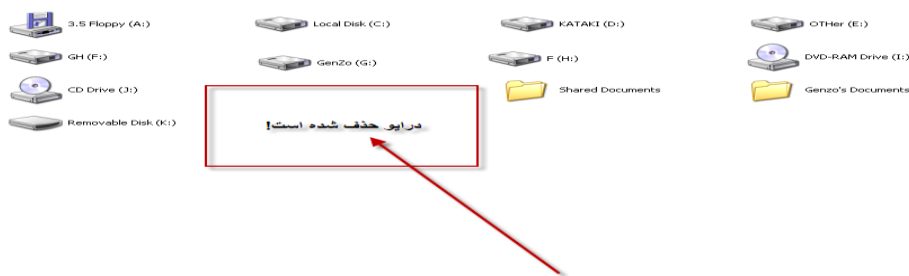 3.5 Floppy (A:)
Local Disk (C:)
KATAKI (D:)
OTHer (E:)
GH (F:)
GenZo (G:)
F (H:)
DVD-RAM Drive (I:)
CD Drive (J:)
Shared Documents
Genzo's Documents
Removable Disk (K:)
درایو حذف شده است!